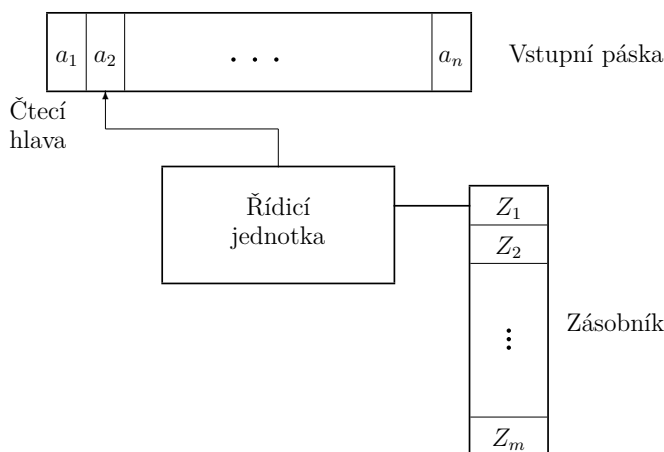 a₁ a₂ . . . aₙ Vstupní páska
Čtecí
hlava
Řídicí
jednotka
Z₁
Z₂
⋮
Zásobník
Zₘ